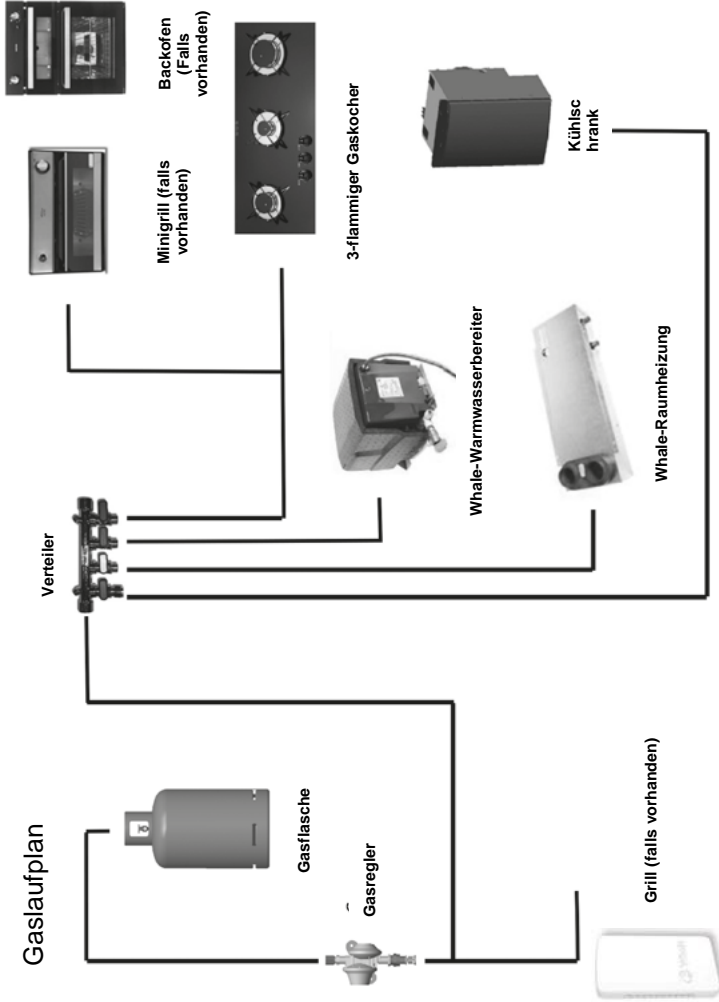 Gaslaufplan
Gasflasche
Gasregler
Grill (falls vorhanden)
Verteiler
Backofen
(Falls
vorhanden)
Minigrill (falls
vorhanden)
3-flammiger Gaskocher
Whale-Warmwasserbereiter
Kühlsc
hrank
Whale-Raumheizung